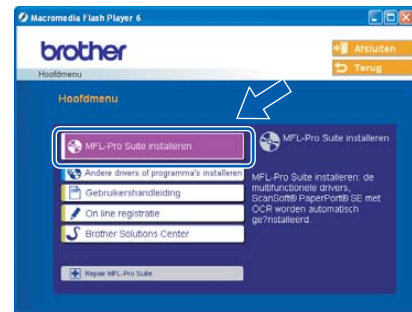 Macromedia Flash Player 6
brother
Afsluiten
Terug
Hoofdmenu
Hoofdmenu
MFL-Pro Suite installeren
Andere drivers of programma's installeren
Gebruikershandleiding
On line registratie
Brother Solutions Center
Repair MFL-Pro Suite
MFL-Pro Suite installeren
MFL-Pro Suite installeren: de
multifunctionele drivers,
ScanSoft® PaperPort® SE met
OCR worden automatisch
ge?nstalleerd.